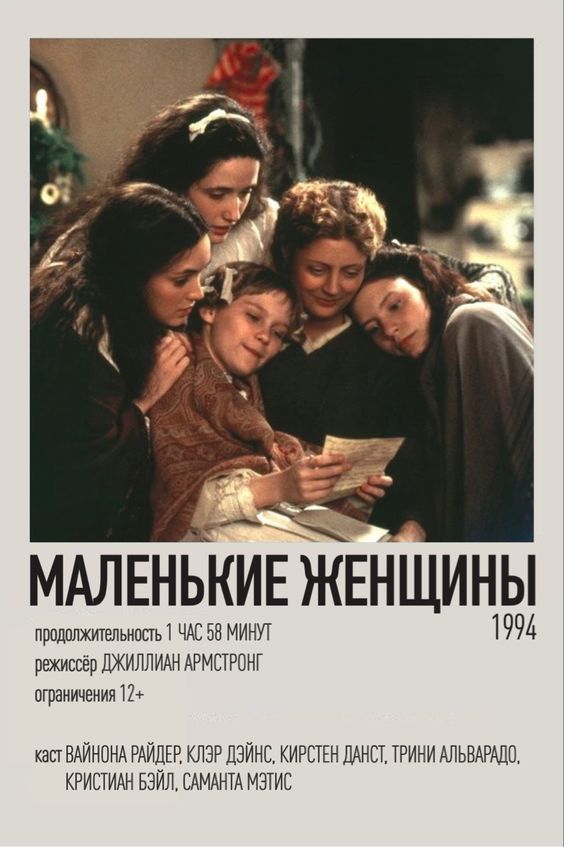 МАЛЕНЬКИЕ ЖЕНЩИНЫ
1994
продолжительность 1 ЧАС 58 МИНУТ
режиссёр ДЖИЛЛИАН АРМСТРОНГ
ограничения 12+
каст ВАЙНОНА РАЙДЕР, КЛЭР ДЭЙНС, КИРСТЕН ДАНСТ, ТРИНИ АЛЬВАРАДО,
КРИСТИАН БЭЙЛ, САМАНТА МЭТИС